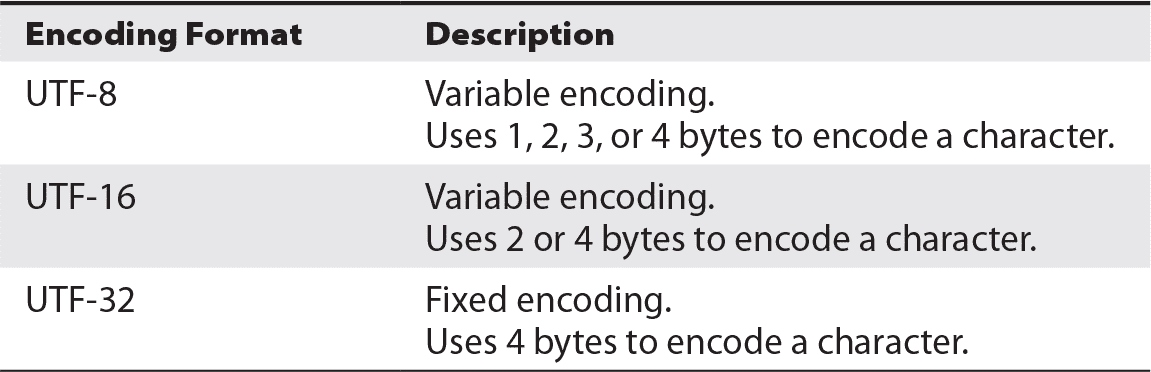 Encoding Format Description
UTF-8 Variable encoding.
Uses 1, 2, 3, or 4 bytes to encode a character.
UTF-16 Variable encoding.
Uses 2 or 4 bytes to encode a character.
UTF-32 Fixed encoding.
Uses 4 bytes to encode a character.